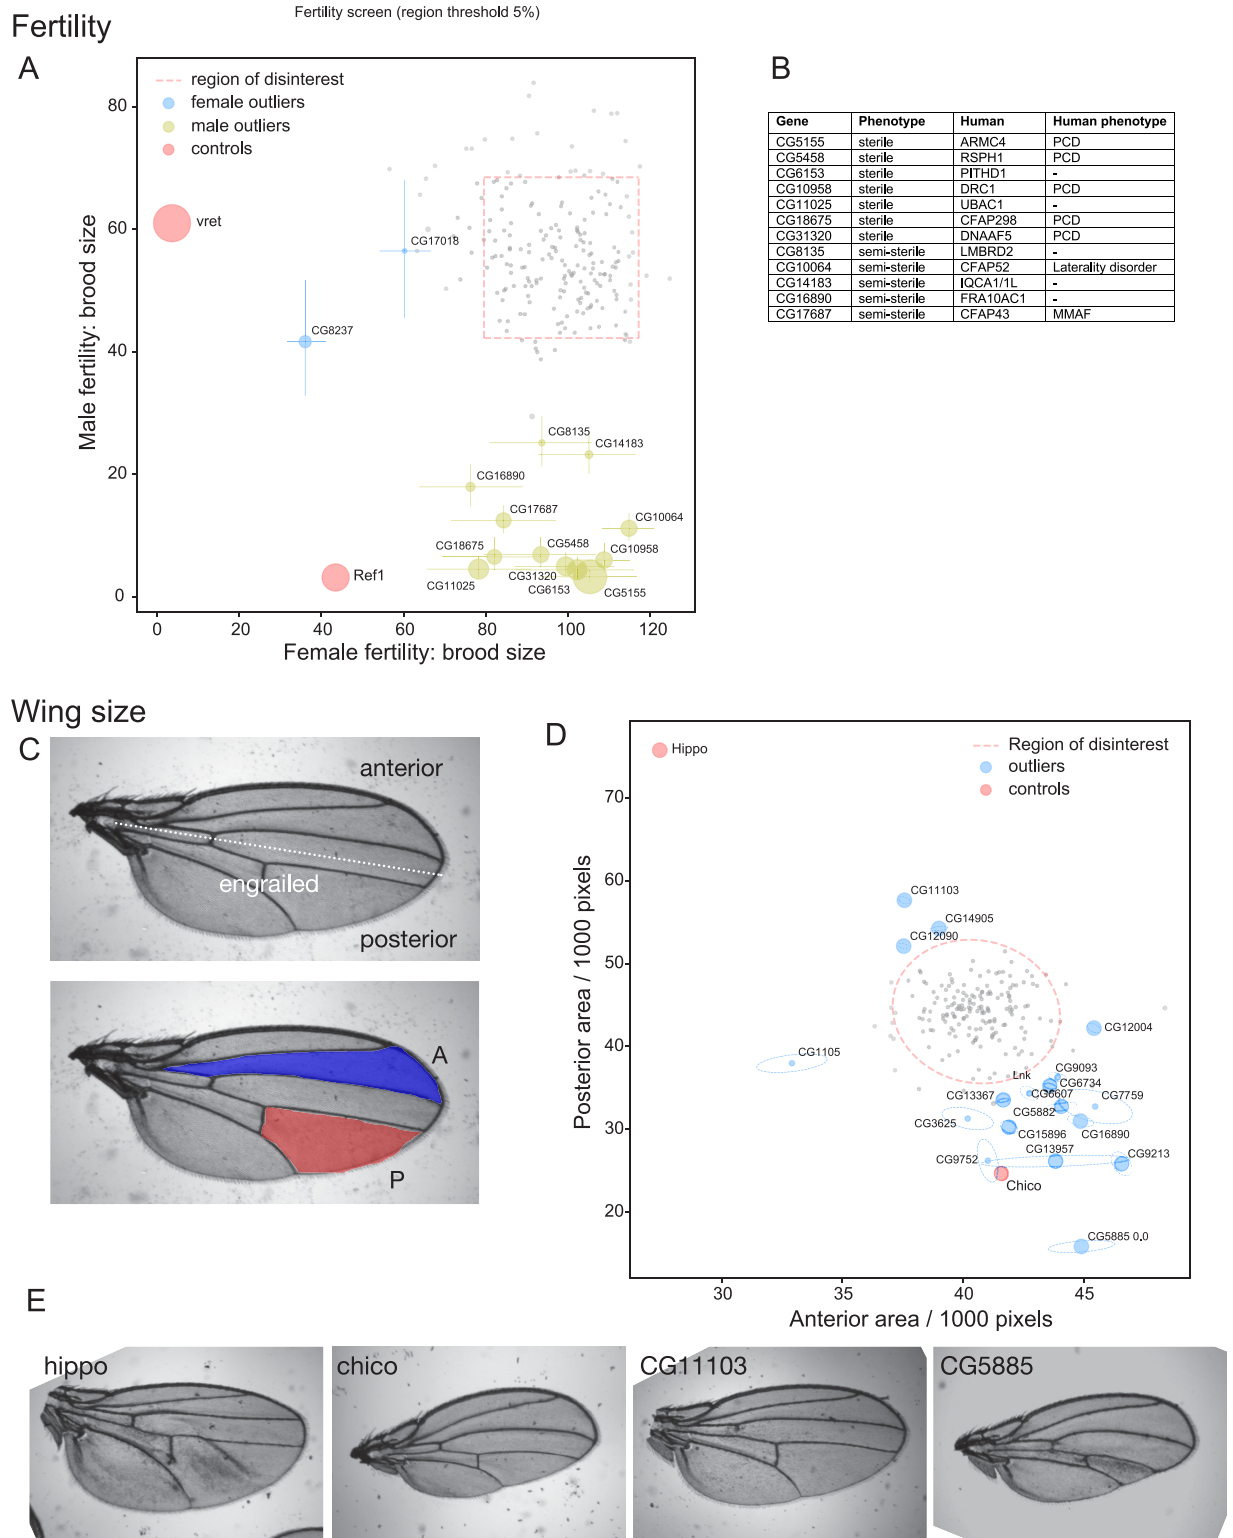 Fertility screen (region threshold 5%)
Fertility
A
region of disinterest
female outliers
male outliers
controls
vret
CG17018
CG8237
CG8135
CG14183
CG16890
CG17687
CG10064
CG18675
CG5458
CG10958
CG11025
CG31320
CG6153
CG5155
Ref1
80
60
40
20
0
0 20 40 60 80 100 120
Male fertility: brood size
Female fertility: brood size
B
Gene Phenotype Human Human phenotype
CG5155 sterile ARMC4 PCD
CG5458 sterile RSPH1 PCD
CG6153 sterile PITHD1 -
CG10958 sterile DRC1 PCD
CG11025 sterile UBAC1 -
CG18675 sterile CFAP298 PCD
CG31320 sterile DNAAF5 PCD
CG8135 semi-sterile LMBRD2 -
CG10064 semi-sterile CFAP52 Laterality disorder
CG14183 semi-sterile IQCA1/1L -
CG16890 semi-sterile FRA10AC1 -
CG17687 semi-sterile CFAP43 MMAF
Wing size
C
anterior
engrailed
posterior
A
P
D
Hippo
Region of disinterest
outliers
controls
CG11103
CG14905
CG12090
CG12004
CG1105
CG9093
Lnk
CG6734
CG13367
CG6607
CG7759
CG5882
CG3625
CG15896
CG16890
CG13957
CG9752
CG9213
Chico
CG5885 0.0
70
60
50
40
30
20
30 35 40 45
Posterior area / 1000 pixels
Anterior area / 1000 pixels
E
hippo
chico
CG11103
CG5885